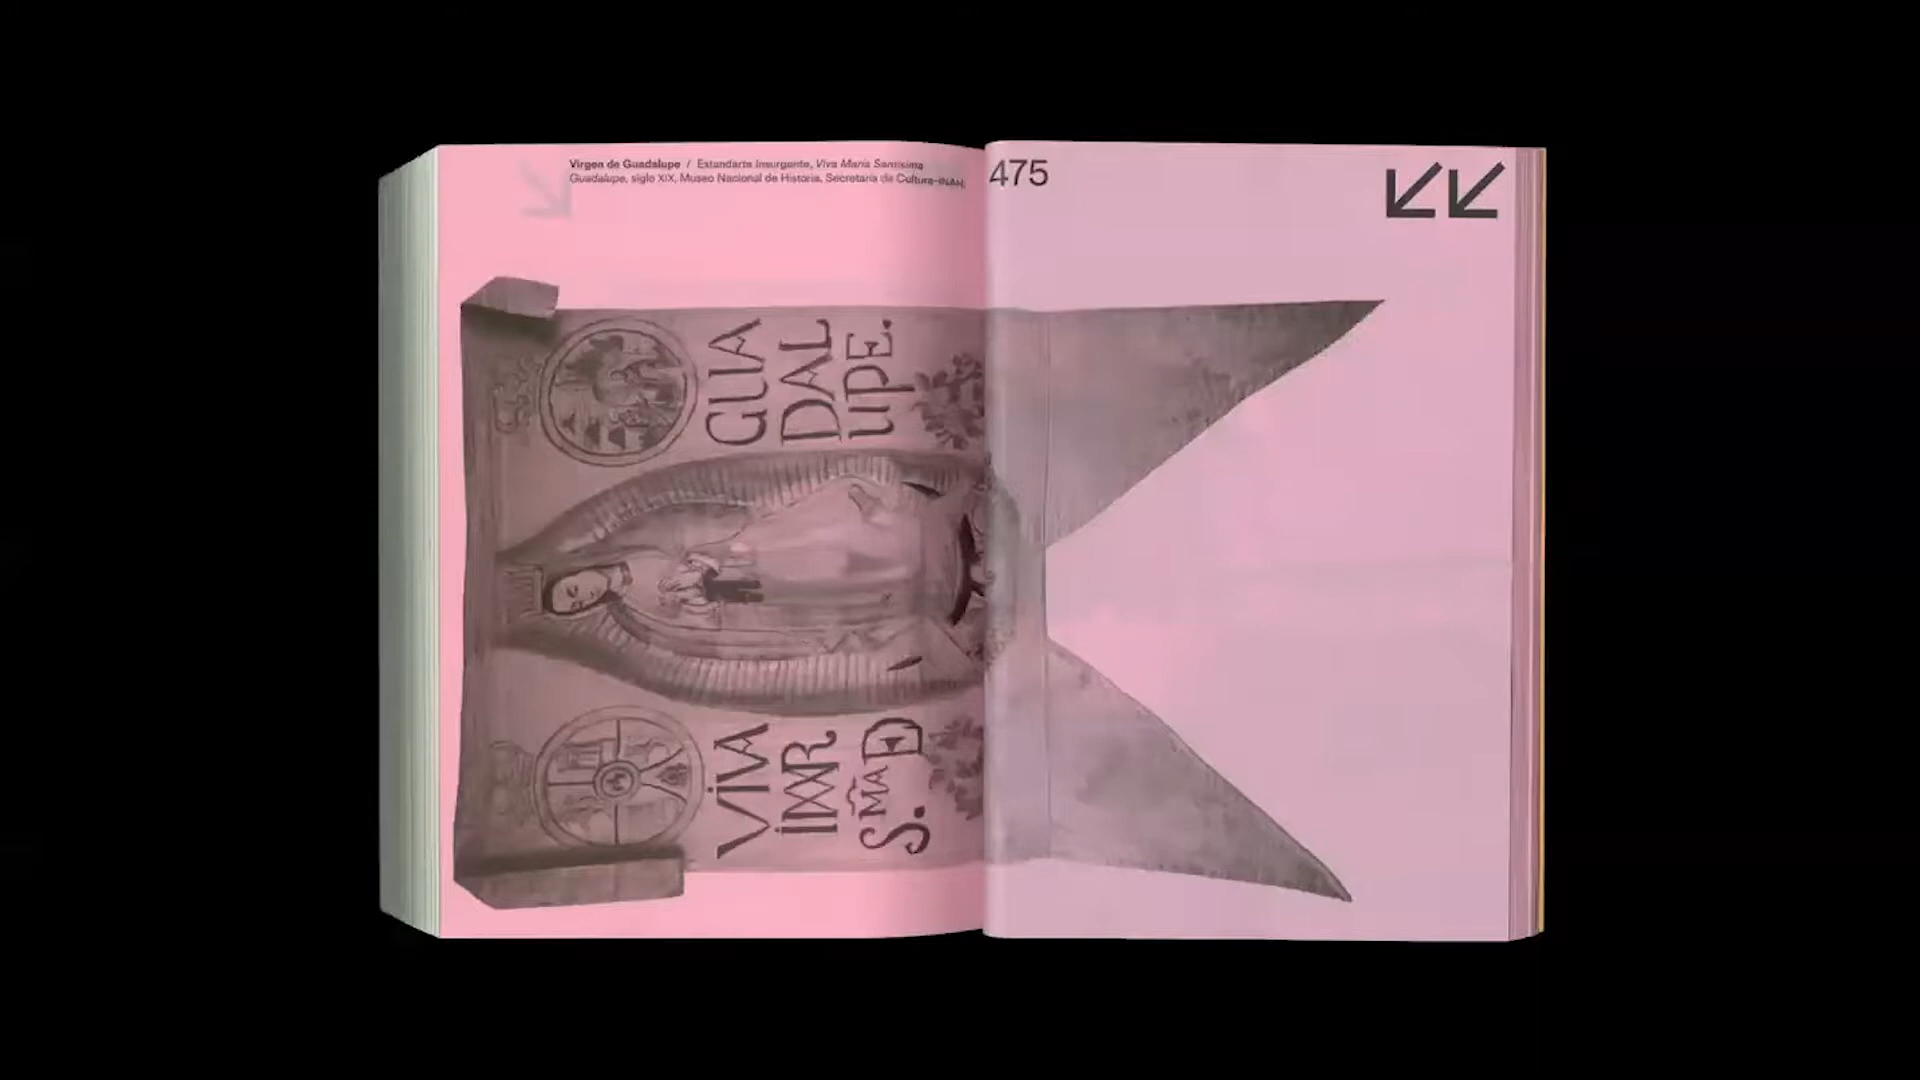 Virgen de Guadalupe / Estandarte Insurgente, Viva María Santísima
Guadalupe, siglo XIX, Museo Nacional de Historia, Secretaría de Cultura-INAH.
475
VIVA
S.
GUA
DAL
UPE.